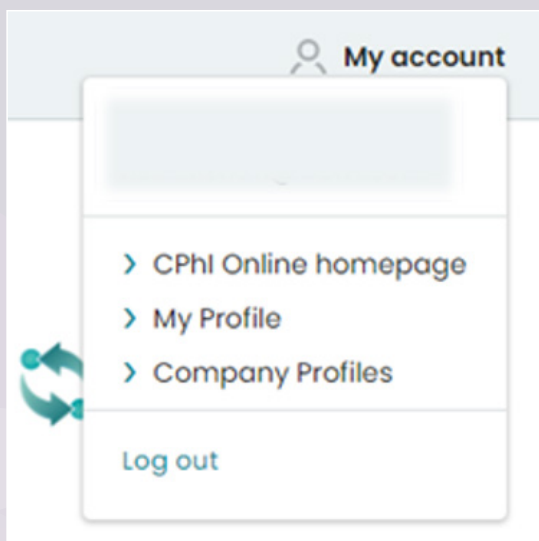 My account
CPhI Online homepage
My Profile
Company Profiles
Log out